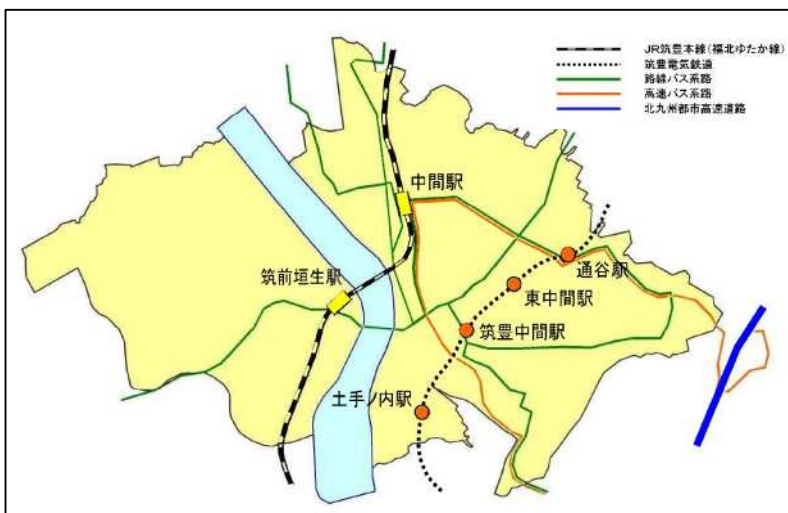 JR筑豊本線(福北ゆたか線)
筑豊電気鉄道
路線バス系路
高速バス系路
北九州都市高速道路
中間駅
通谷駅
筑前垣生駅
東中間駅
筑豊中間駅
土手ノ内駅